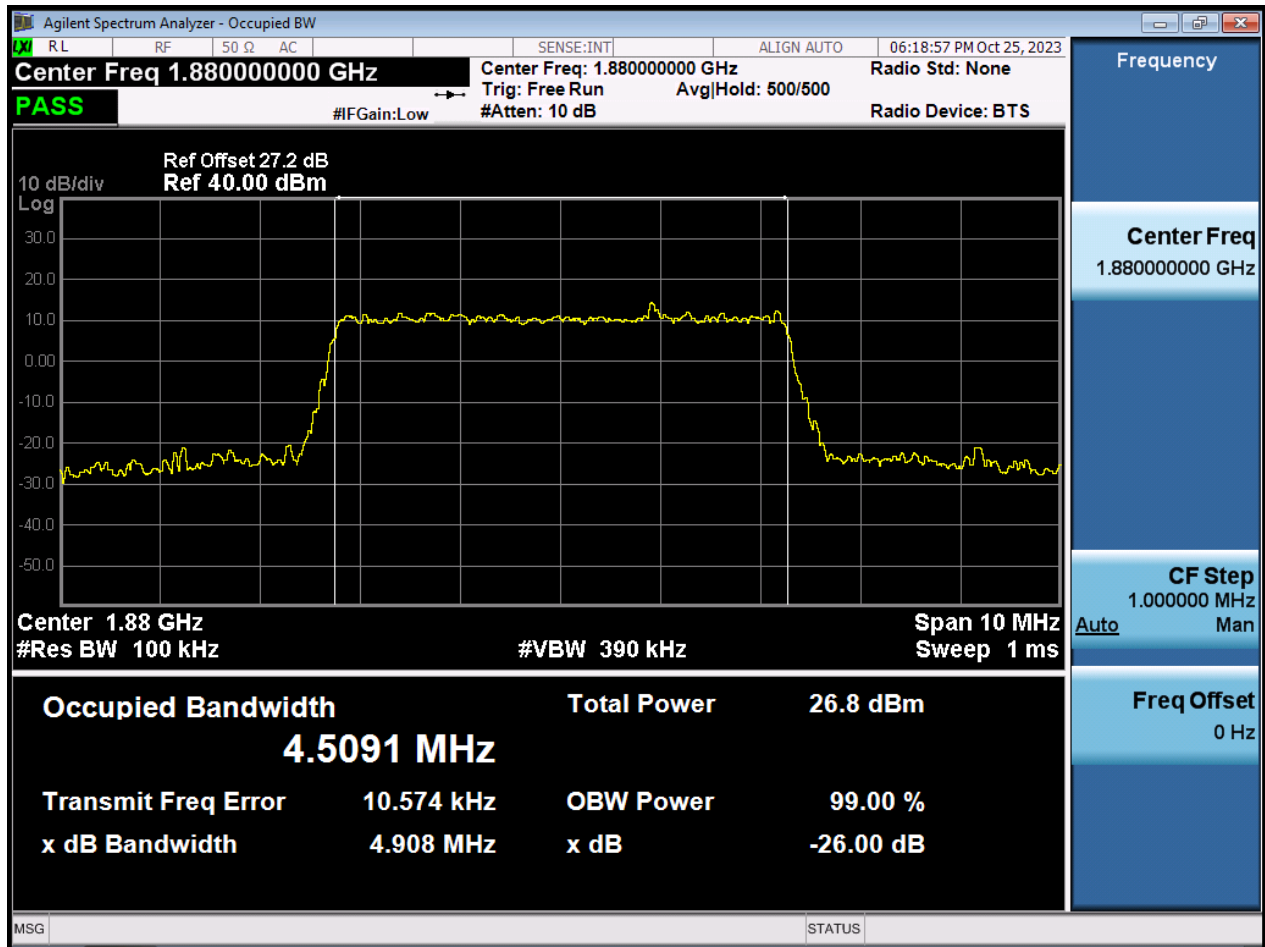 Agilent Spectrum Analyzer - Occupied BW
LXI RL RF 50 Ω AC SENSE:INT ALIGN AUTO 06:18:57 PM Oct 25, 2023
Center Freq 1.880000000 GHz
PASS
#IFGain:Low
Center Freq: 1.880000000 GHz
Trig: Free Run Avg|Hold: 500/500
#Atten: 10 dB
Radio Std: None
Radio Device: BTS
Ref Offset 27.2 dB
10 dB/div Ref 40.00 dBm
Log
30.0
20.0
10.0
0.00
-10.0
-20.0
-30.0
-40.0
-50.0
Center 1.88 GHz Span 10 MHz
#Res BW 100 kHz #VBW 390 kHz Sweep 1 ms
Occupied Bandwidth Total Power 26.8 dBm
4.5091 MHz
Transmit Freq Error 10.574 kHz OBW Power 99.00 %
x dB Bandwidth 4.908 MHz x dB -26.00 dB
MSG STATUS
Frequency
Center Freq
1.880000000 GHz
CF Step
1.000000 MHz
Auto Man
Freq Offset
0 Hz